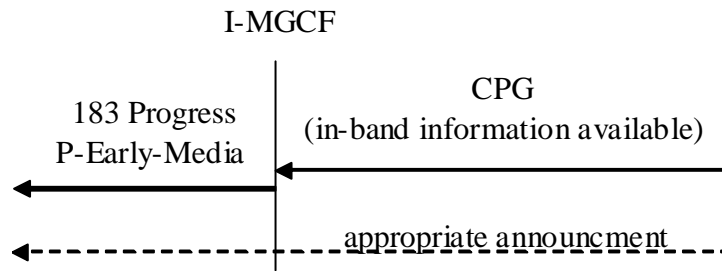 I-MGCF
183 Progress
P-Early-Media
CPG
(in-band information available)
appropriate announcment